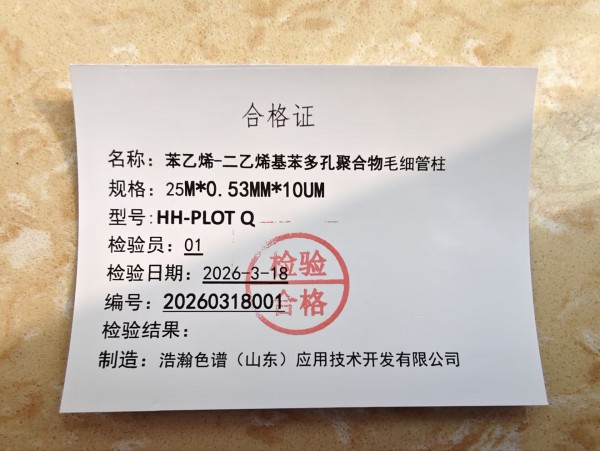 合格证
名称：苯乙烯-二乙烯基苯多孔聚合物毛细管柱
规格：25M*0.53MM*10UM
型号:HH-PLOT Q
检验员：01
检验日期：2026-3-18
编号：20260318001
检验结果：
制造：浩瀚色谱（山东）应用技术开发有限公司
检验
合格